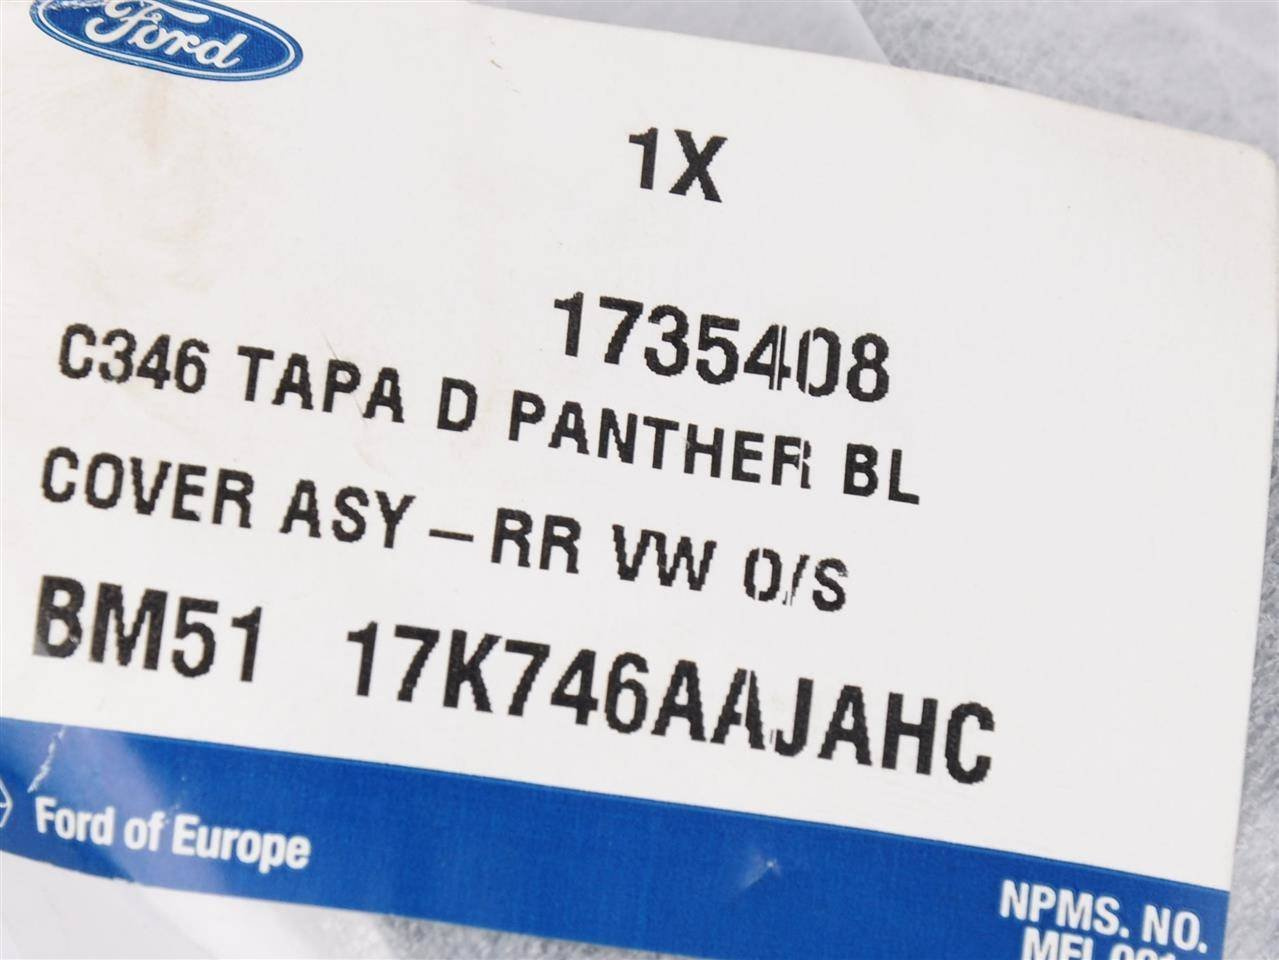 Ford
1X
1735408
C346 TAPA D PANTHER BL
COVER ASY – RR VW O/S
BM51 17K746AAJAHC
Ford of Europe
NPMS. NO.